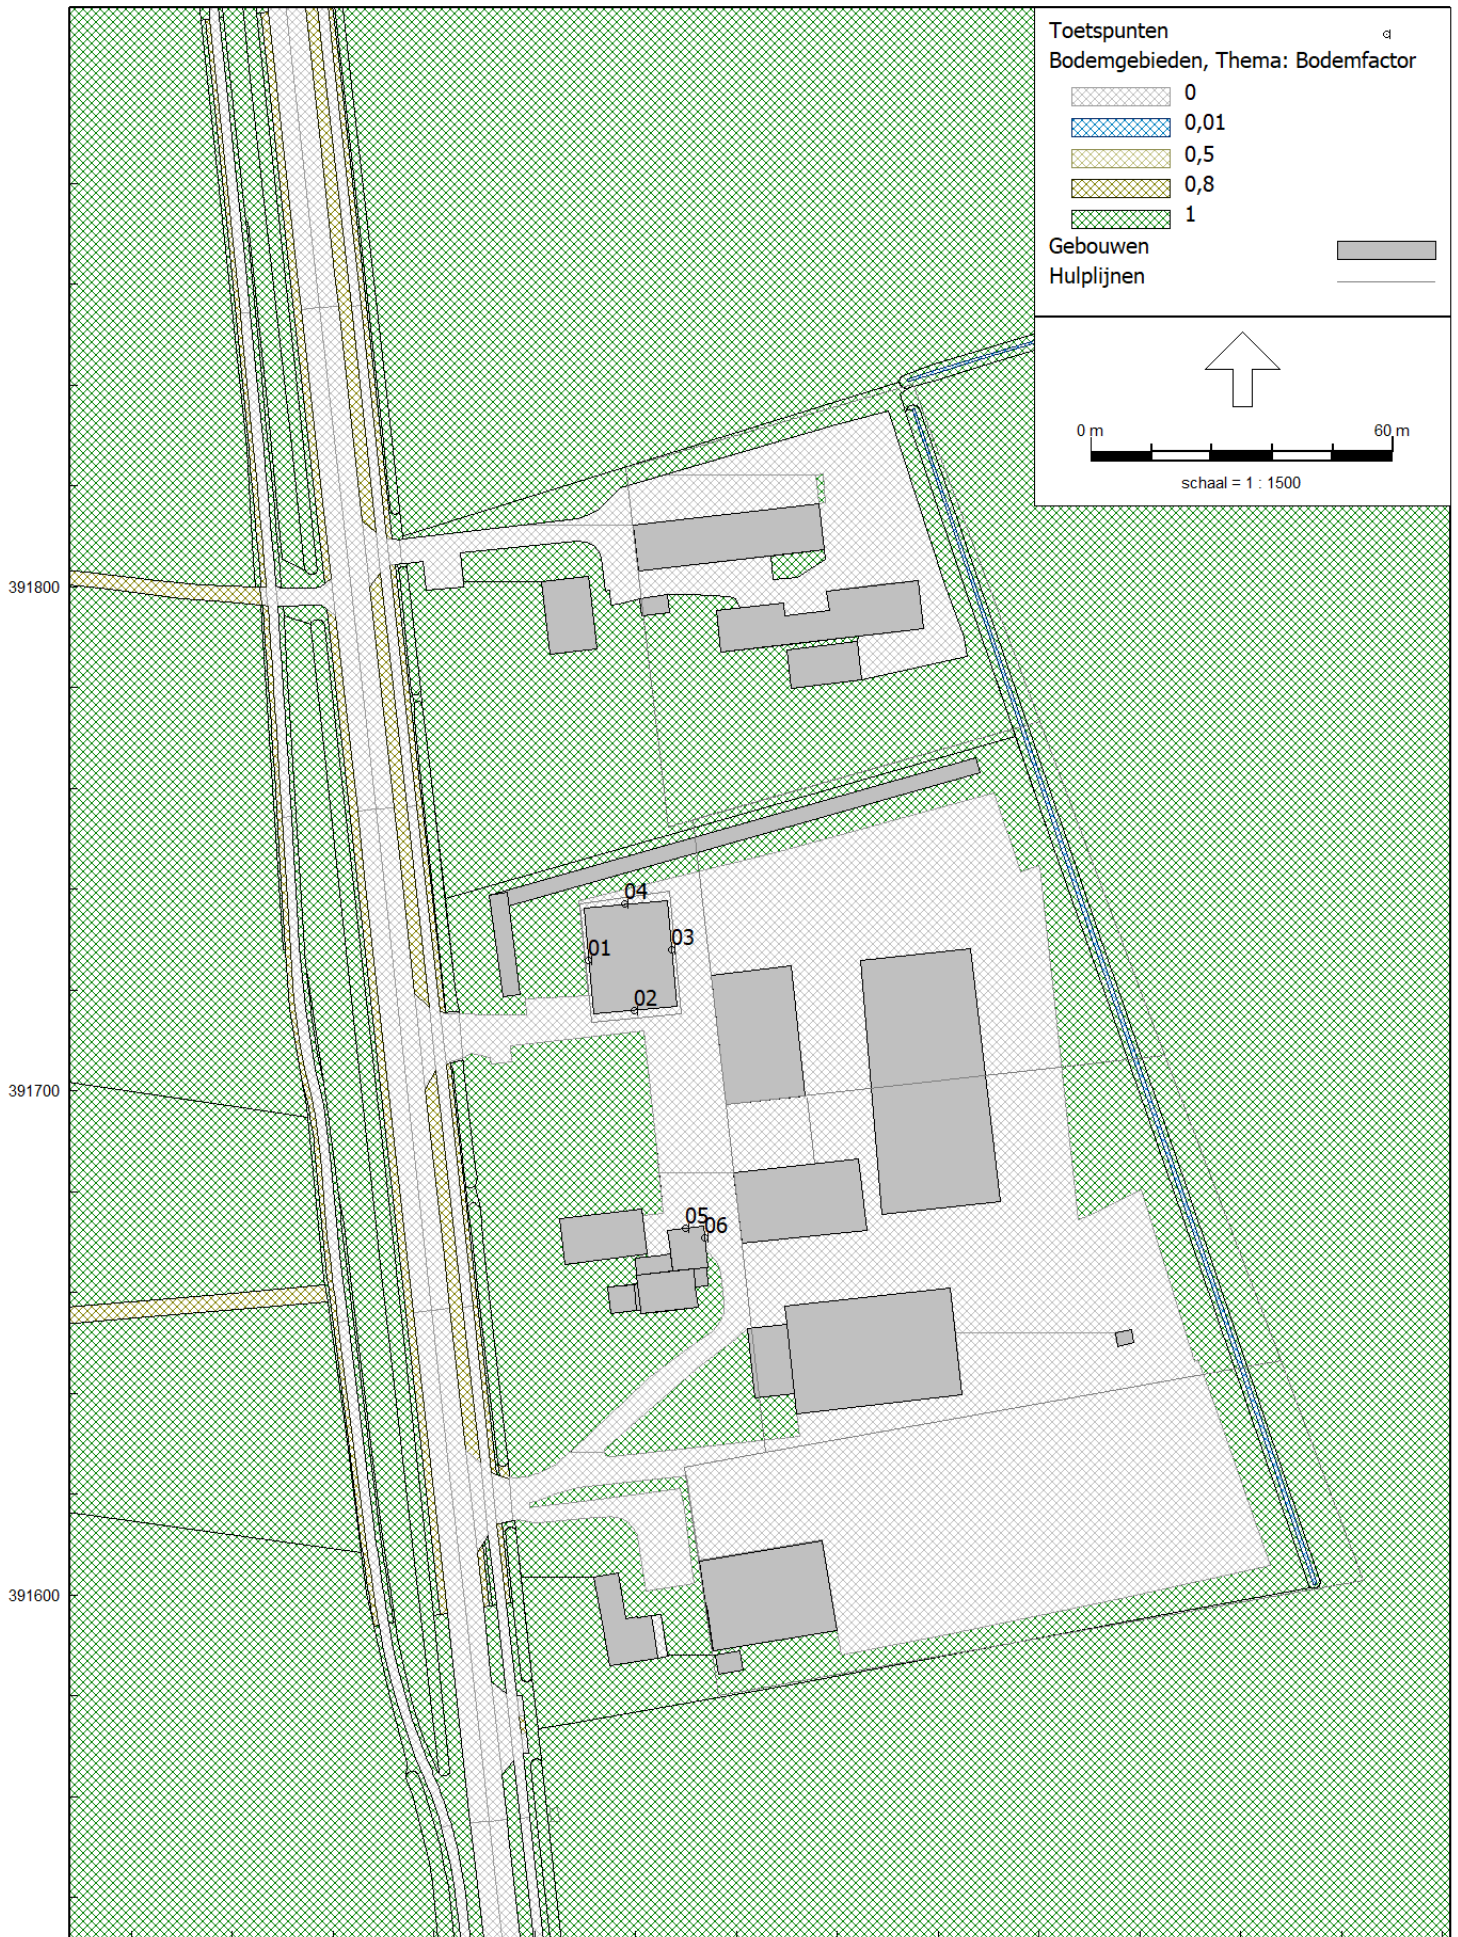 Toetspunten
Bodemgebieden, Thema: Bodemfactor
0
0,01
0,5
0,8
1
Gebouwen
Hulplijnen
0 m 60 m
schaal = 1 : 1500
391800
04
03
01
02
391700
05
06
391600